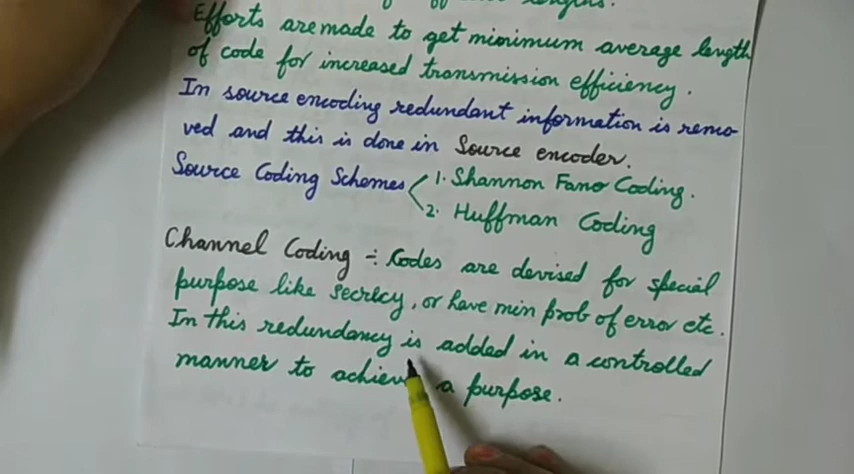 lengths.
Efforts are made to get minimum average length
of code for increased transmission efficiency.
In source encoding redundant information is remo-
ved and this is done in Source encoder.
Source Coding Schemes 1. Shannon Fano Coding.
2. Huffman Coding
Channel Coding ÷ Codes are devised for special
purpose like secrecy, or have min prob of error etc.
In this redundancy is added in a controlled
manner to achieve a purpose.